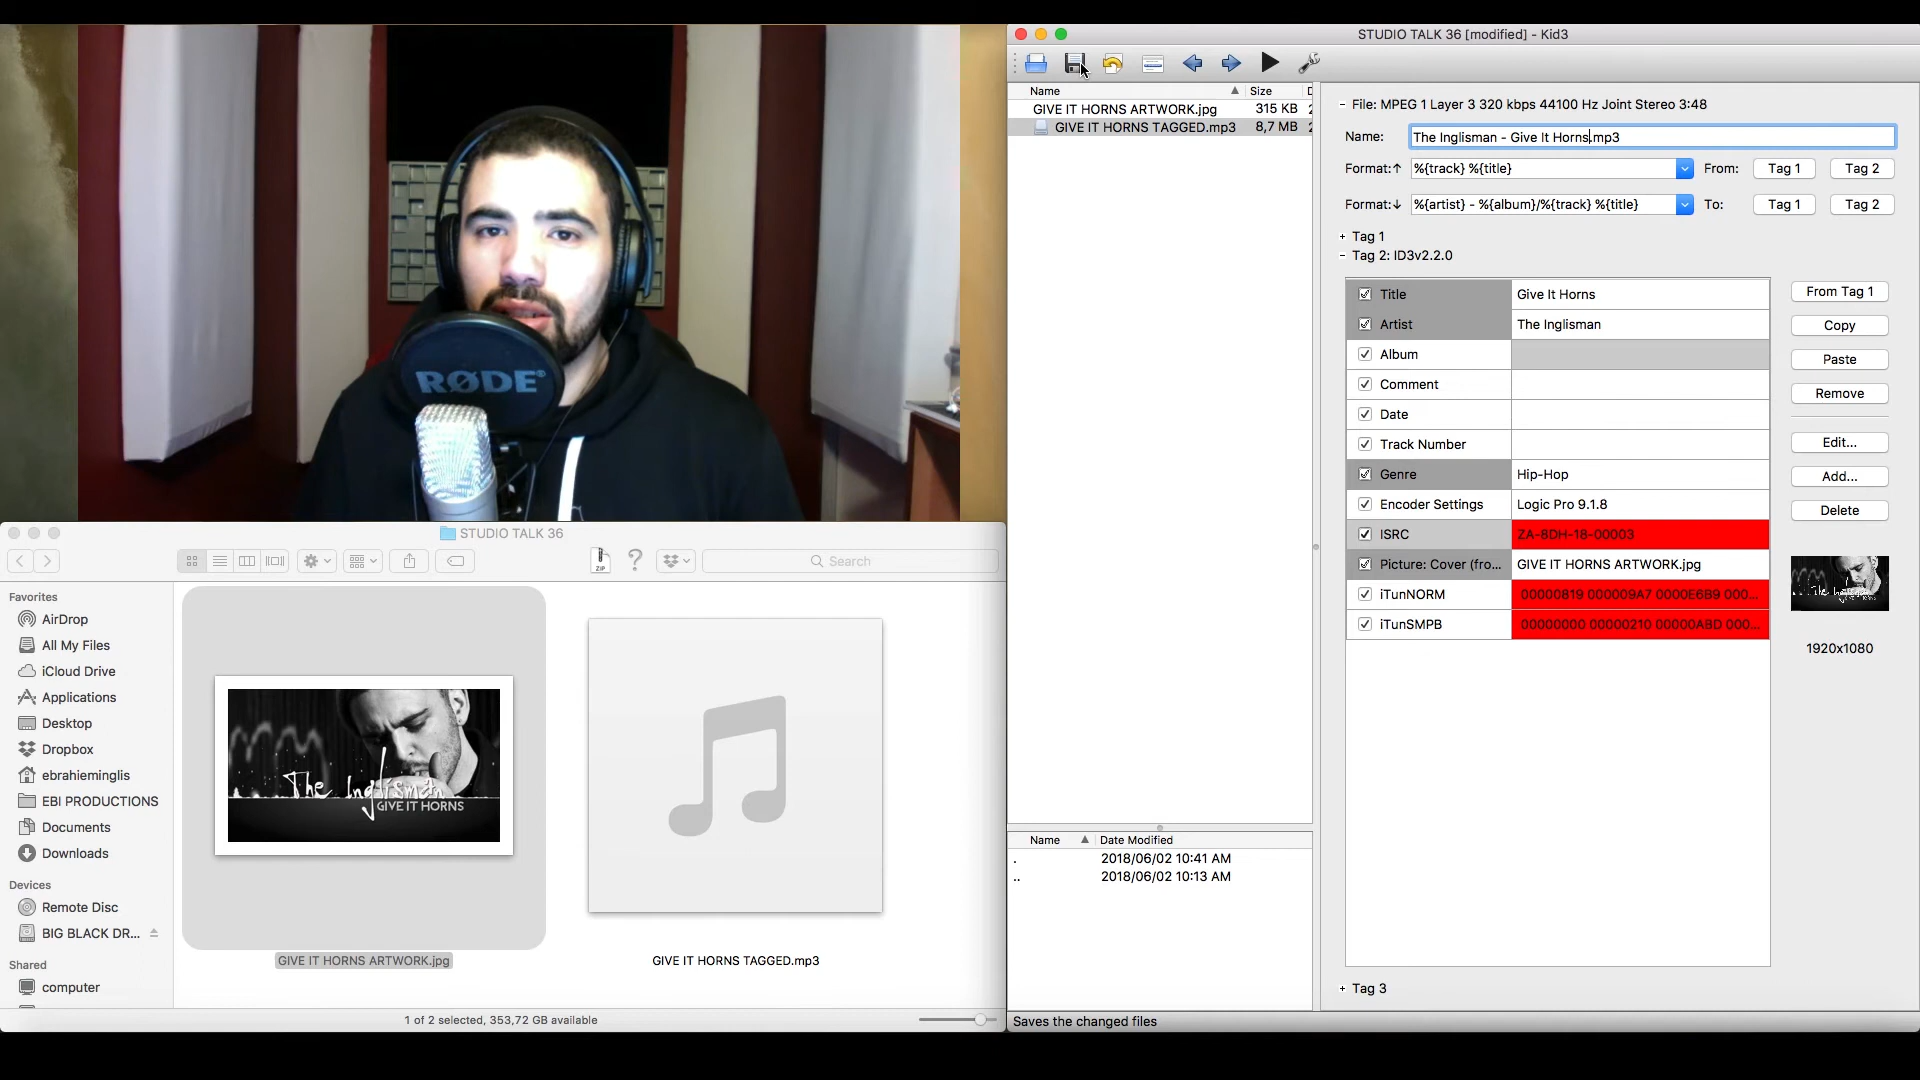 RØDE
STUDIO TALK 36
ZIP
?
Search
Favorites
AirDrop
All My Files
iCloud Drive
Applications
Desktop
Dropbox
ebrahieminglis
EBI PRODUCTIONS
Documents
Downloads
Devices
Remote Disc
BIG BLACK DR...
Shared
computer
The Inglisman
GIVE IT HORNS
GIVE IT HORNS ARTWORK.jpg
GIVE IT HORNS TAGGED.mp3
1 of 2 selected, 353,72 GB available
STUDIO TALK 36 [modified] - Kid3
Name Size D
GIVE IT HORNS ARTWORK.jpg 315 KB 2
GIVE IT HORNS TAGGED.mp3 8,7 MB 2
Name Date Modified
. 2018/06/02 10:41 AM
.. 2018/06/02 10:13 AM
Saves the changed files
- File: MPEG 1 Layer 3 320 kbps 44100 Hz Joint Stereo 3:48
Name: The Inglisman - Give It Horns.mp3
Format:↑ %{track} %{title} From: Tag 1 Tag 2
Format:↓ %{artist} - %{album}/%{track} %{title} To: Tag 1 Tag 2
+ Tag 1
- Tag 2: ID3v2.2.0
Title Give It Horns
Artist The Inglisman
Album
Comment
Date
Track Number
Genre Hip-Hop
Encoder Settings Logic Pro 9.1.8
ISRC ZA-8DH-18-00003
Picture: Cover (fro... GIVE IT HORNS ARTWORK.jpg
iTunNORM 00000819 000009A7 0000E6B9 000...
iTunSMPB 00000000 00000210 00000ABD 000...
From Tag 1
Copy
Paste
Remove
Edit...
Add...
Delete
1920x1080
+ Tag 3